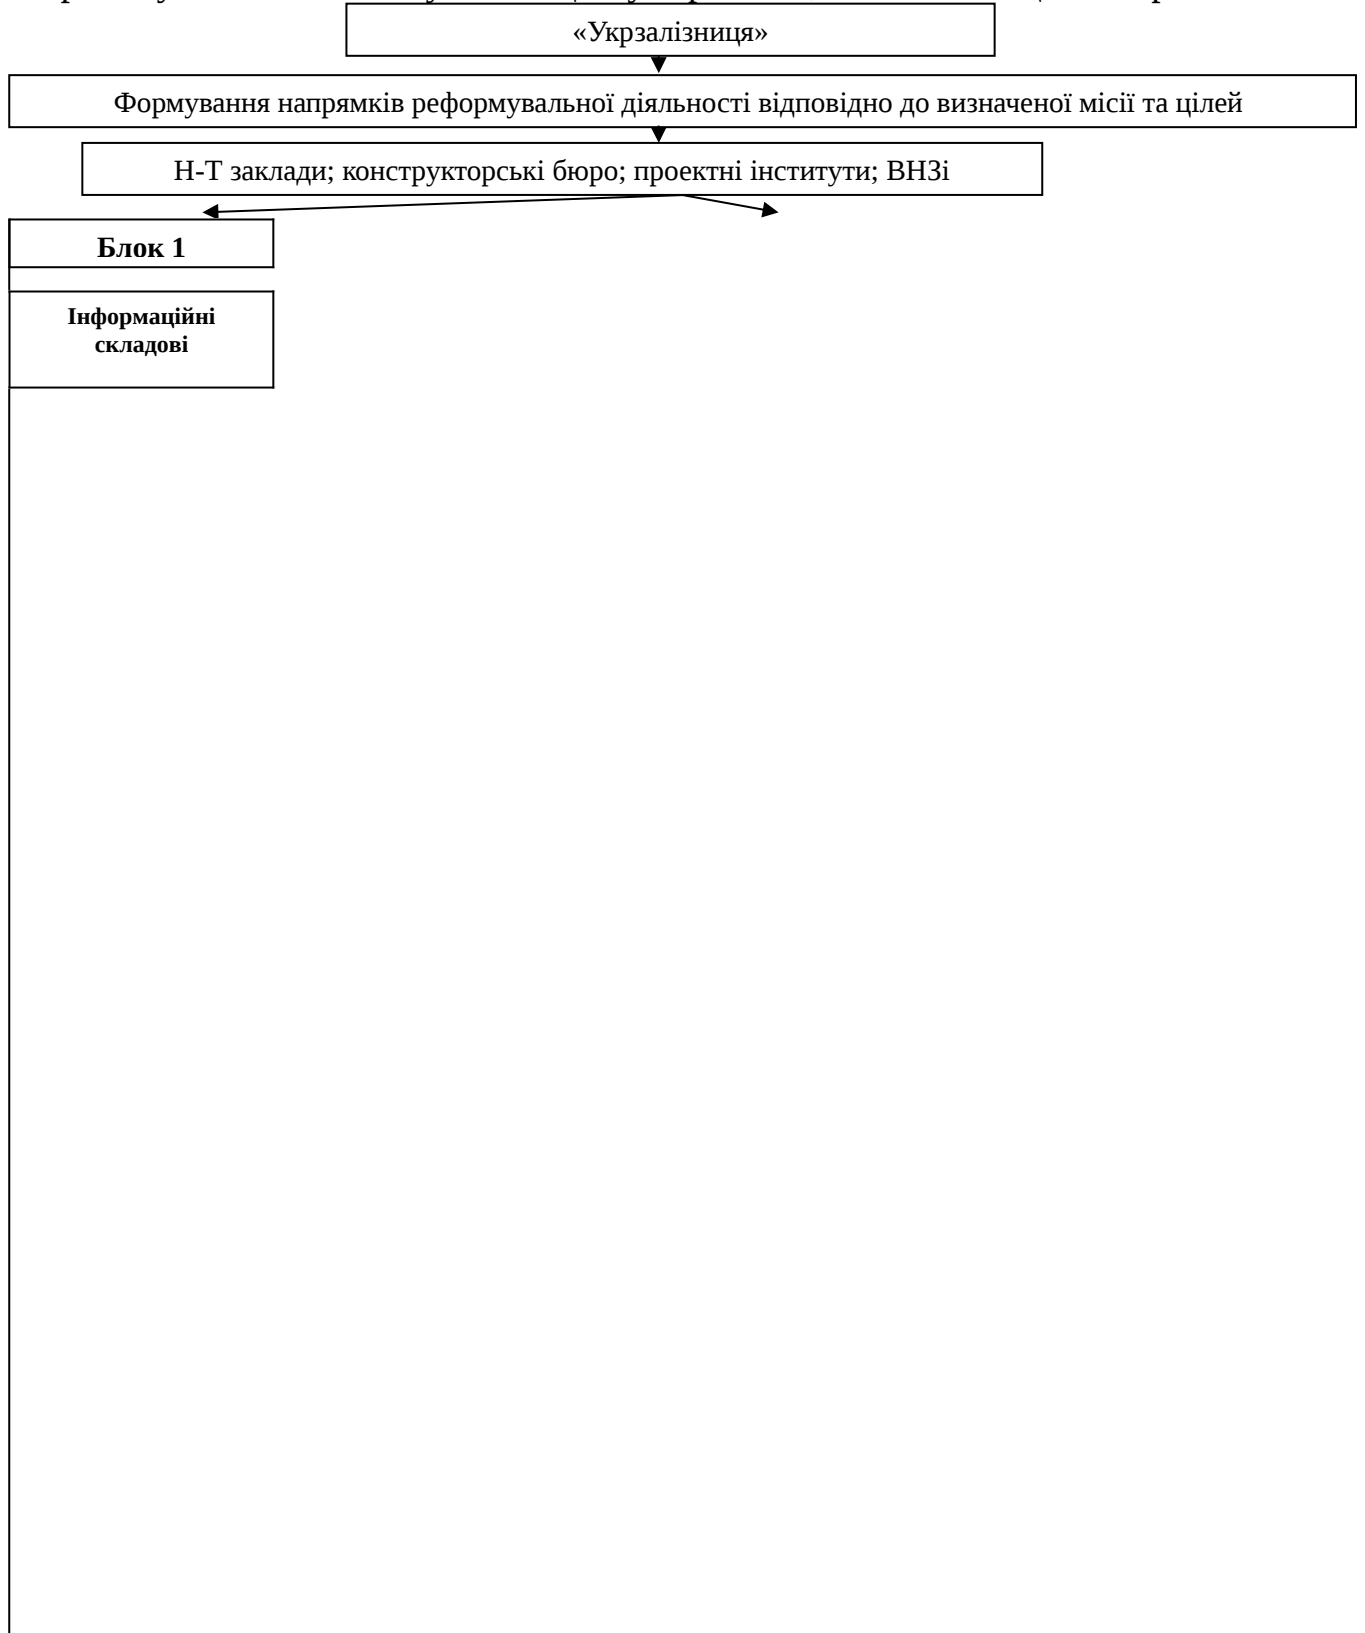 «Укрзалізниця»
Формування напрямків реформувальної діяльності відповідно до визначеної місії та цілей
Н-Т заклади; конструкторські бюро; проектні інститути; ВНЗі
Блок 1
Інформаційні
складові